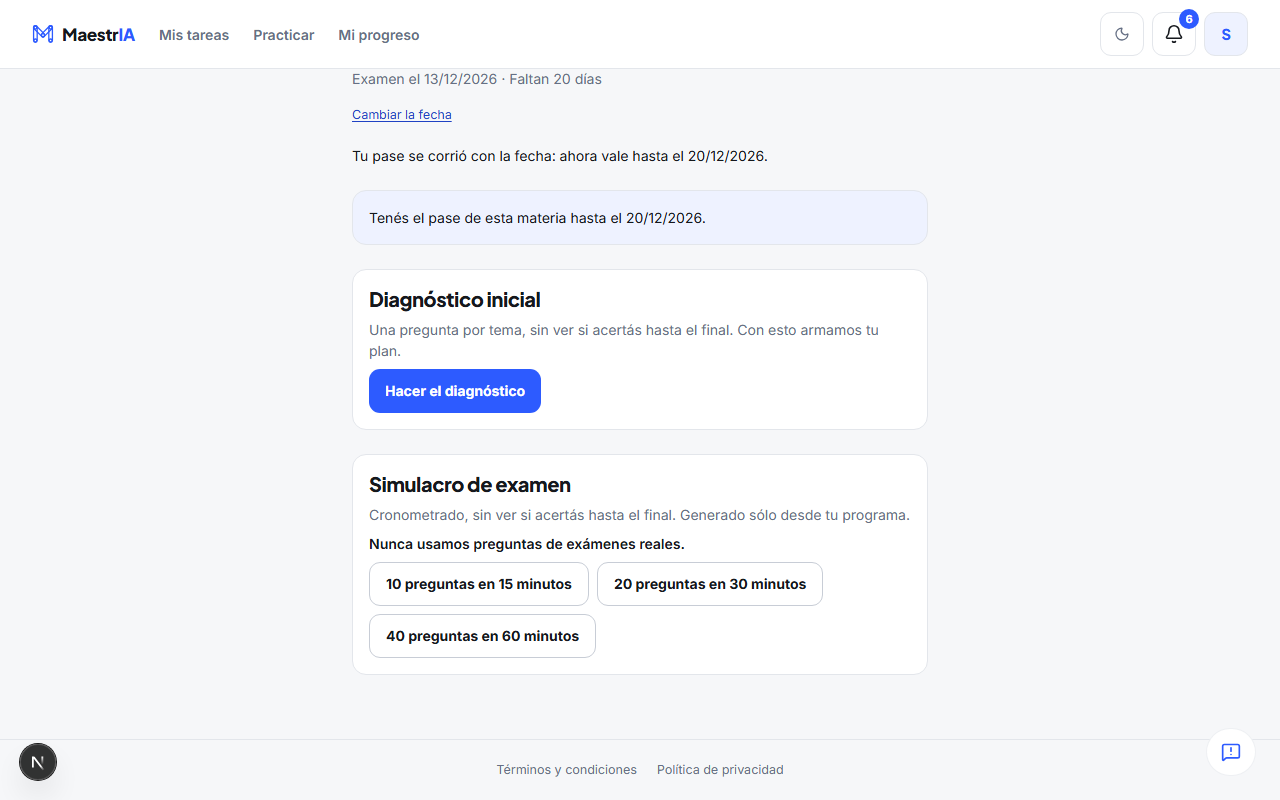 MaestrIA
Mis tareas
Practicar
Mi progreso
6
S
Examen el 13/12/2026 · Faltan 20 días
Cambiar la fecha
Tu pase se corrió con la fecha: ahora vale hasta el 20/12/2026.
Tenés el pase de esta materia hasta el 20/12/2026.
Diagnóstico inicial
Una pregunta por tema, sin ver si acertás hasta el final. Con esto armamos tu
plan.
Hacer el diagnóstico
Simulacro de examen
Cronometrado, sin ver si acertás hasta el final. Generado sólo desde tu programa.
Nunca usamos preguntas de exámenes reales.
10 preguntas en 15 minutos
20 preguntas en 30 minutos
40 preguntas en 60 minutos
N
Términos y condiciones
Política de privacidad